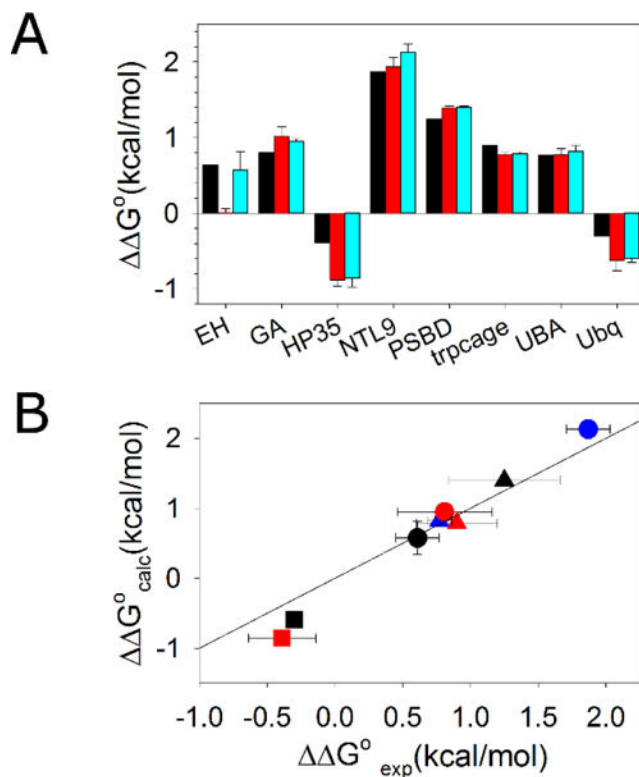 A
ΔΔG°(kcal/mol)
2
1
0
-1
EH GA HP35 NTL9 PSBD trpcage UBA Ubq
B
ΔΔG°calc(kcal/mol)
2
1
0
-1
-1.0 -0.5 0.0 0.5 1.0 1.5 2.0
ΔΔG°exp(kcal/mol)